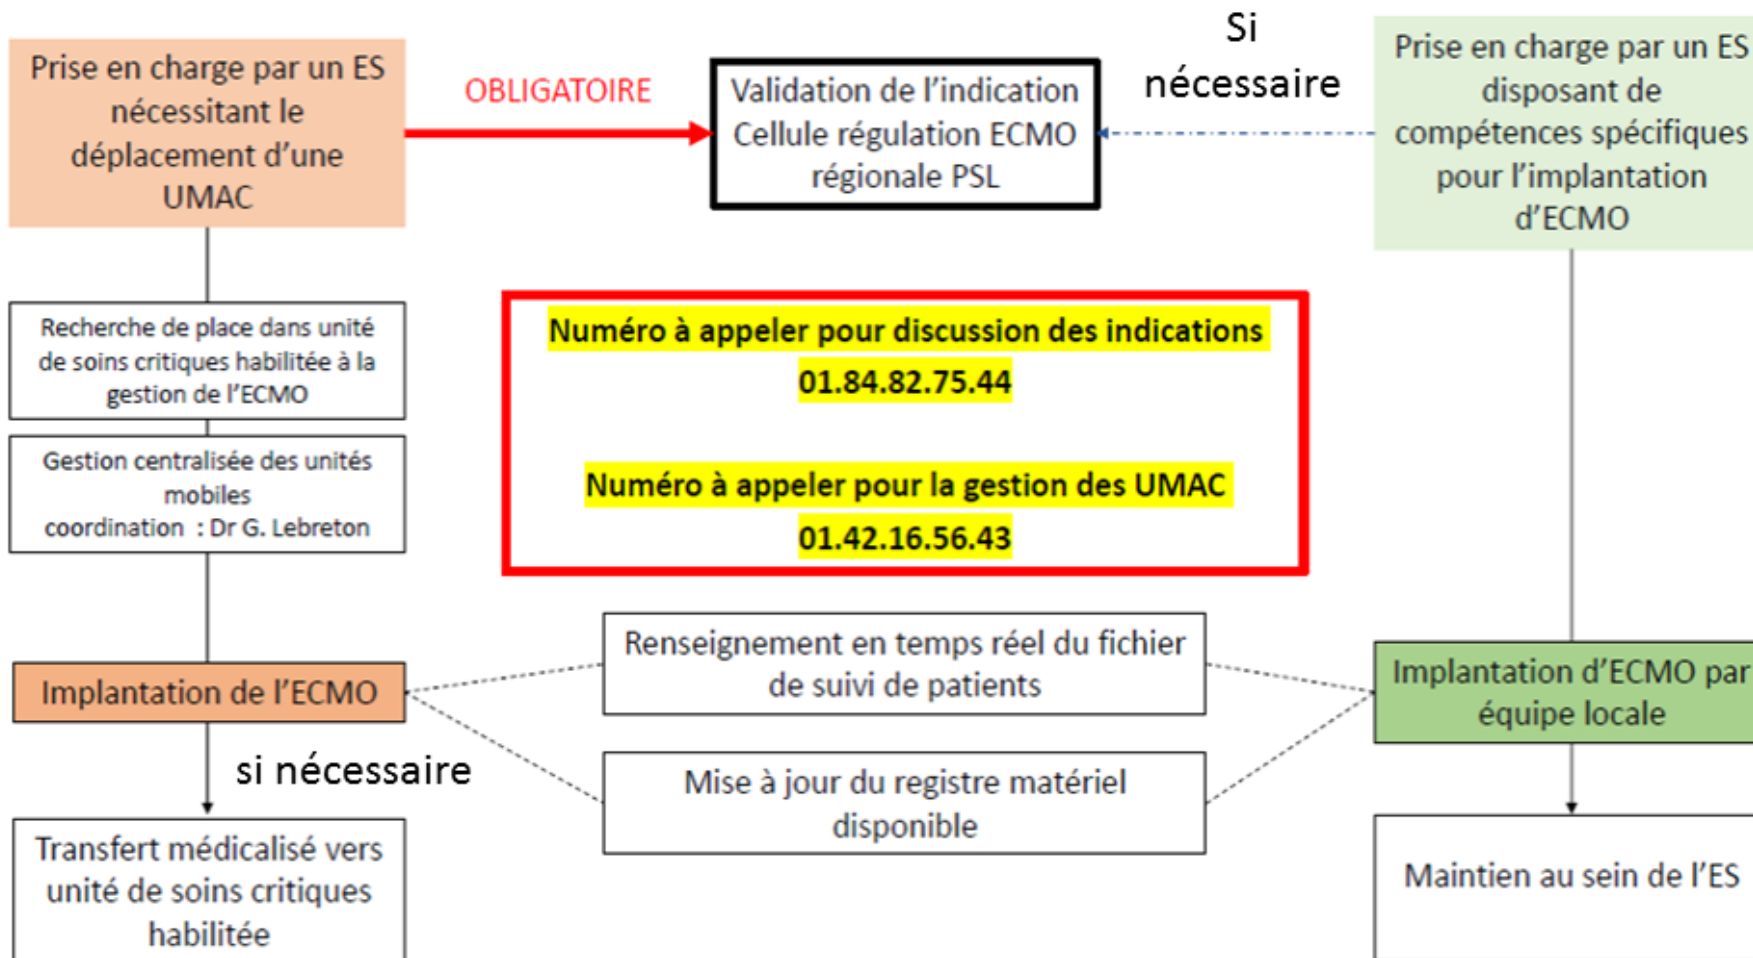 Prise en charge par un ES
nécessitant le
déplacement d'une
UMAC
OBLIGATOIRE
Validation de l'indication
Cellule régulation ECMO
régionale PSL
Si
nécessaire
Prise en charge par un ES
disposant de
compétences spécifiques
pour l'implantation
d'ECMO
Recherche de place dans unité
de soins critiques habilitée à la
gestion de l'ECMO
Gestion centralisée des unités
mobiles
coordination : Dr G. Lebreton
Numéro à appeler pour discussion des indications
01.84.82.75.44
Numéro à appeler pour la gestion des UMAC
01.42.16.56.43
Implantation de l'ECMO
Renseignement en temps réel du fichier
de suivi de patients
Implantation d'ECMO par
équipe locale
si nécessaire
Mise à jour du registre matériel
disponible
Transfert médicalisé vers
unité de soins critiques
habilitée
Maintien au sein de l'ES